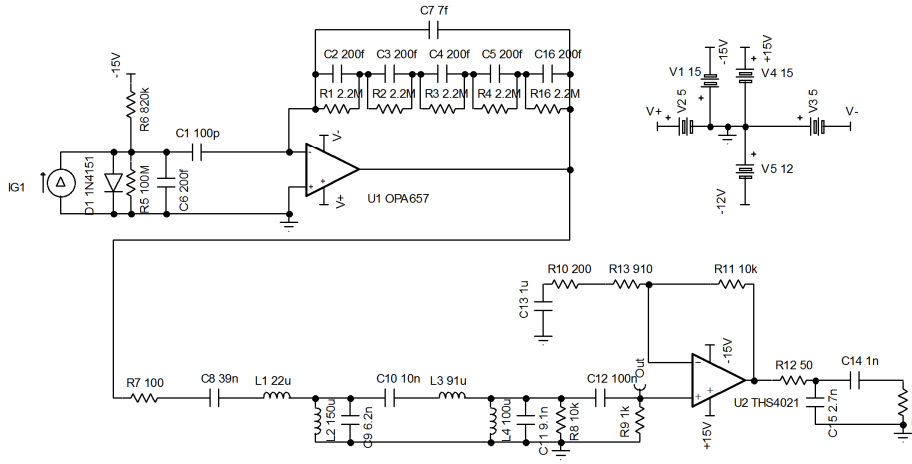 C7 7f
C2 200f C3 200f C4 200f C5 200f C16 200f
R1 2.2M R2 2.2M R3 2.2M R4 2.2M R16 2.2M
-15V
R6 820k
C1 100p
IG1
D1 1N4151
R5 100M
C6 200f
V-
V+
U1 OPA657
-15V
+15V
V1 15
V4 15
V+
V2 5
V3 5
V-
V5 12
-12V
R10 200
R13 910
R11 10k
C13 1u
-15V
R7 100
C8 39n
L1 22u
L2 150u
C9 6.2n
C10 10n
L3 91u
L4 100u
C11 9.1n
R8 10k
C12 100n
Out
R9 1k
+15V
U2 THS4021
R12 50
C14 1n
C15 2.7n